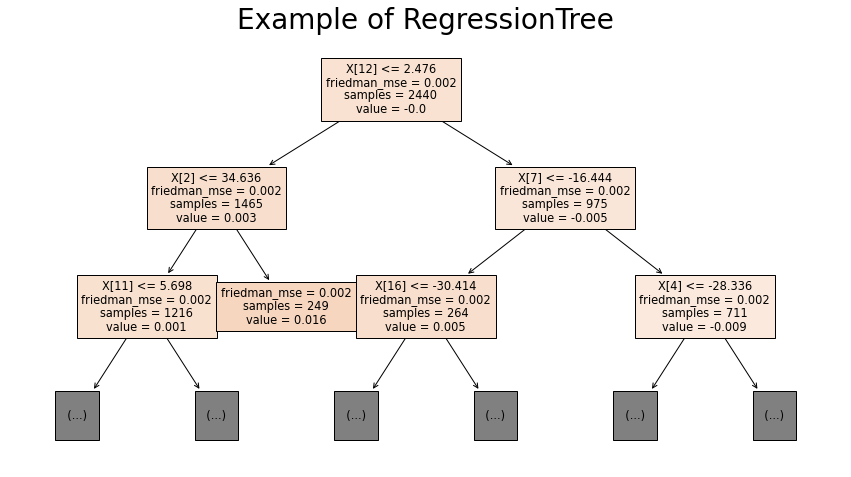 Example of RegressionTree
X[12] <= 2.476
friedman_mse = 0.002
samples = 2440
value = -0.0
X[2] <= 34.636
friedman_mse = 0.002
samples = 1465
value = 0.003
X[7] <= -16.444
friedman_mse = 0.002
samples = 975
value = -0.005
X[11] <= 5.698
friedman_mse = 0.002
samples = 1216
value = 0.001
friedman_mse = 0.002
samples = 249
value = 0.016
X[16] <= -30.414
friedman_mse = 0.002
samples = 264
value = 0.005
X[4] <= -28.336
friedman_mse = 0.002
samples = 711
value = -0.009
(...)
(...)
(...)
(...)
(...)
(...)